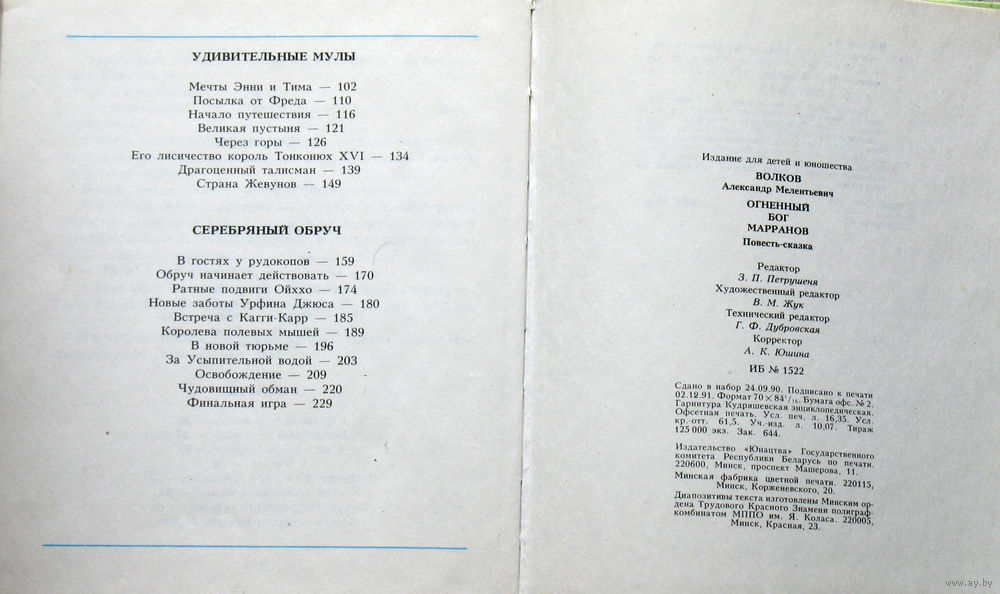 УДИВИТЕЛЬНЫЕ МУЛЫ
Мечты Энни и Тима — 102
Посылка от Фреда — 110
Начало путешествия — 116
Великая пустыня — 121
Через горы — 126
Его лисичество король Тонконюх XVI — 134
Драгоценный талисман — 139
Страна Жевунов — 149
СЕРЕБРЯНЫЙ ОБРУЧ
В гостях у рудокопов — 159
Обруч начинает действовать — 170
Ратные подвиги Ойххо — 174
Новые заботы Урфина Джюса — 180
Встреча с Кагги-Карр — 185
Королева полевых мышей — 189
В новой тюрьме — 196
За Усыпительной водой — 203
Освобождение — 209
Чудовищный обман — 220
Финальная игра — 229
Издание для детей и юношества
ВОЛКОВ
Александр Мелентьевич
ОГНЕННЫЙ
БОГ
МАРРАНОВ
Повесть-сказка
Редактор
З. П. Петрушеня
Художественный редактор
В. М. Жук
Технический редактор
Г. Ф. Дубровская
Корректор
А. К. Юшина
ИБ № 1522
Сдано в набор 24.09.90. Подписано к печати
02.12.91. Формат 70×84¹/₁₆. Бумага офс. № 2.
Гарнитура Кудряшевская энциклопедическая.
Офсетная печать. Усл. печ. л. 16,35. Усл.
кр.-отт. 61,5. Уч.-изд. л. 10,07. Тираж
125 000 экз. Зак. 644.
Издательство «Юнацтва» Государственного
комитета Республики Беларусь по печати.
220600, Минск, проспект Машерова, 11.
Минская фабрика цветной печати. 220115,
Минск, Корженевского, 20.
Диапозитивы текста изготовлены Минским ор-
дена Трудового Красного Знамени полиграф-
комбинатом МППО им. Я. Коласа. 220005,
Минск, Красная, 23.
www.ay.by